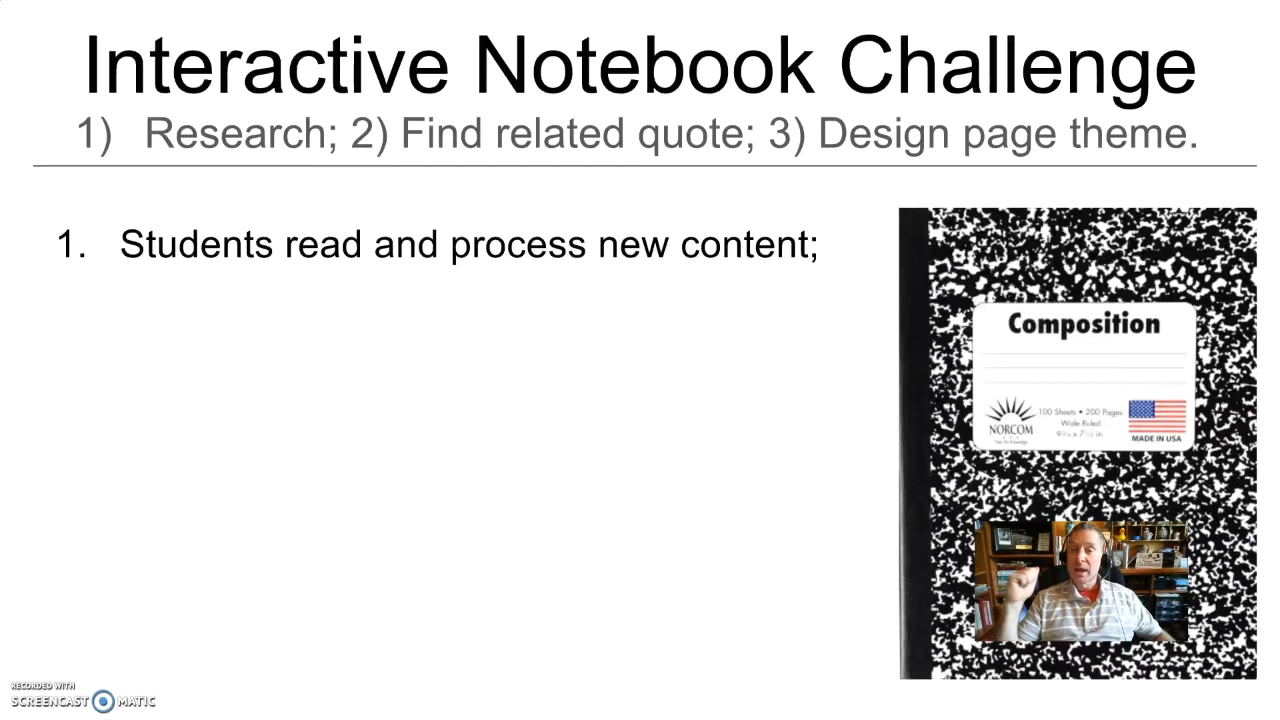 Interactive Notebook Challenge
1) Research; 2) Find related quote; 3) Design page theme.
1. Students read and process new content;
Composition
100 Sheets • 200 Pages
Wide Ruled
NORCOM
MADE IN USA
RECORDED WITH
SCREENCAST MATIC